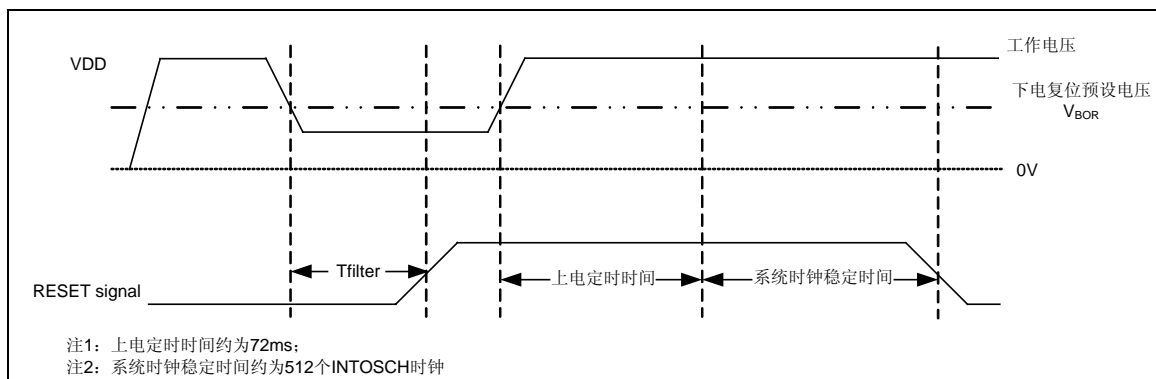 VDD
工作电压
下电复位预设电压
VBOR
0V
RESET signal
Tfilter
上电定时时间
系统时钟稳定时间
注1：上电定时时间约为72ms；
注2：系统时钟稳定时间约为512个INTOSCH时钟